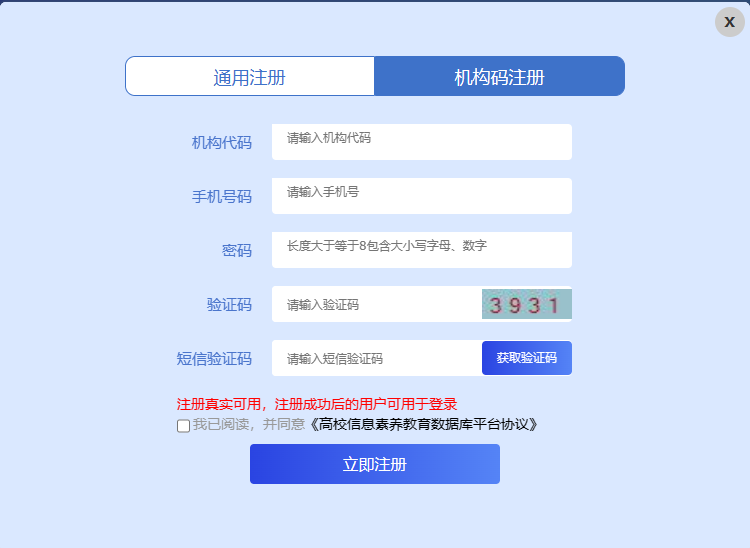 X
通用注册 机构码注册
机构代码 请输入机构代码
手机号码 请输入手机号
密码 长度大于等于8包含大小写字母、数字
验证码 请输入验证码 3931
短信验证码 请输入短信验证码 获取验证码
注册真实可用，注册成功后的用户可用于登录
我已阅读，并同意《高校信息素养教育数据库平台协议》
立即注册